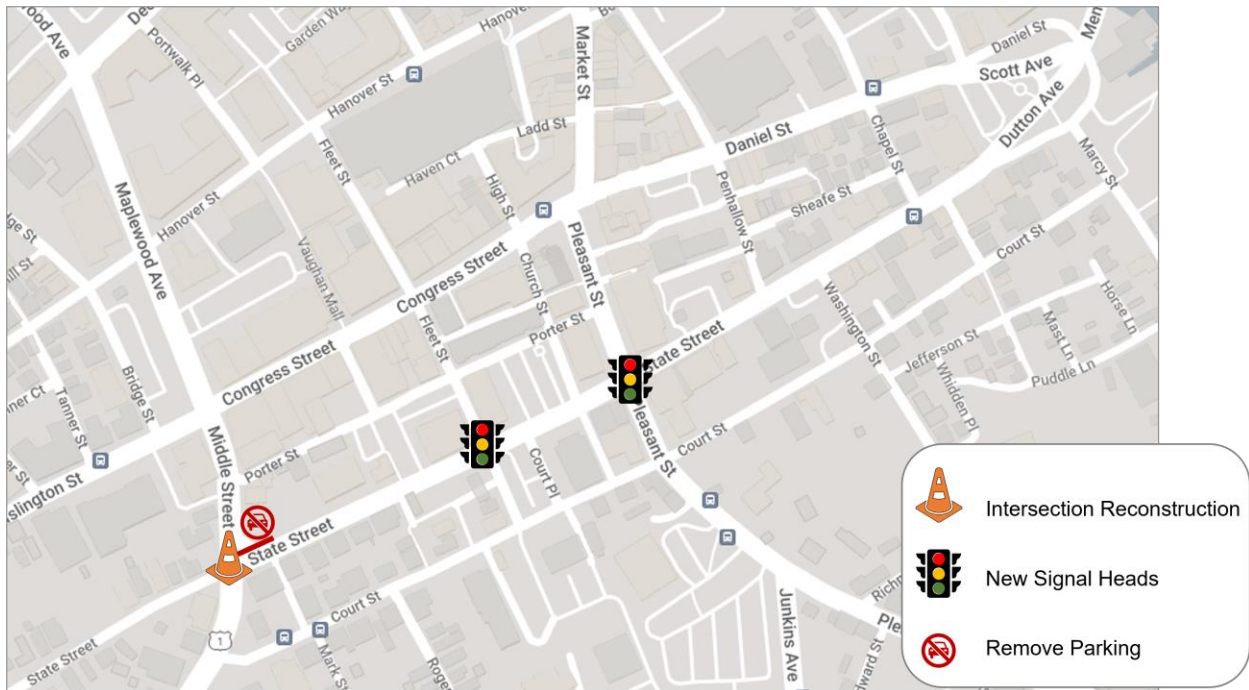 ood Ave
Portwalk Pl
Hanover St
Hanover St
Market St
Daniel St
Scott Ave
Dutton Ave
Ladd St
Haven Ct
Fleet St
High St
Daniel St
Chapel St
Marcy St
Penhallow St
Sheafe St
Court St
Maplewood Ave
Hanover St
Vaughan Mall
Congress Street
Church St
Pleasant St
Washington St
Horse Ln
Mast Ln
Fleet St
Porter St
State Street
Jefferson St
Whidden Pl
Puddle Ln
Congress Street
Tanner St
Bridge St
Middle Street
Porter St
Court Pl
Pleasant St
Court St
slington St
State Street
Court St
State Street
1
Mark St
Junkins Ave
Intersection Reconstruction
New Signal Heads
Remove Parking